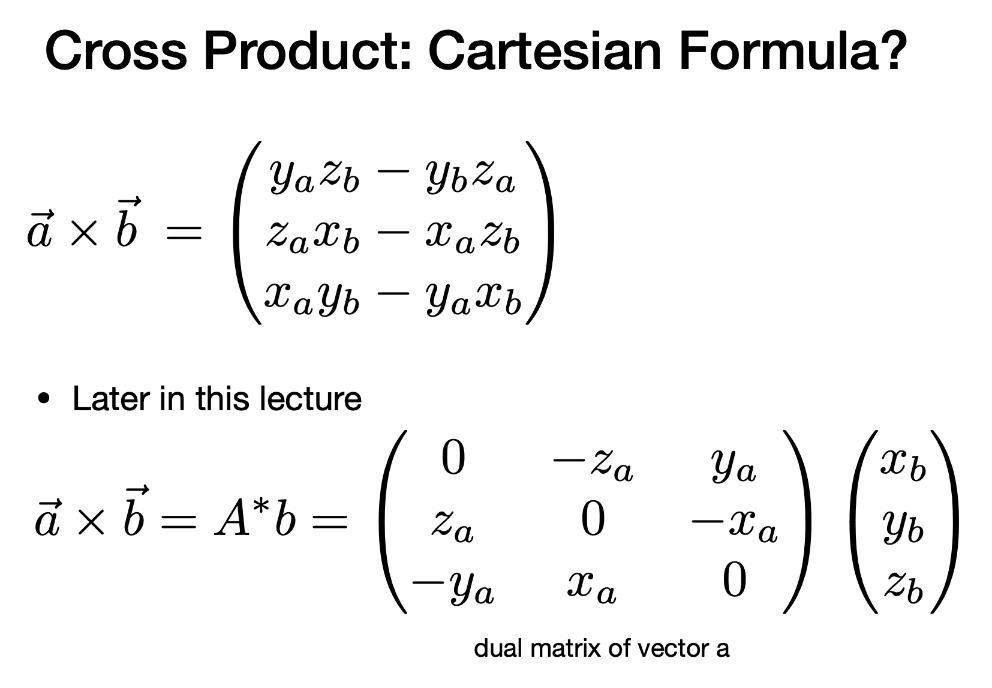 Cross Product: Cartesian Formula?
$\vec{a} \times \vec{b} = \begin{pmatrix} y_a z_b - y_b z_a \\ z_a x_b - x_a z_b \\ x_a y_b - y_a x_b \end{pmatrix}$
• Later in this lecture
$\vec{a} \times \vec{b} = A^* b = \begin{pmatrix} 0 & -z_a & y_a \\ z_a & 0 & -x_a \\ -y_a & x_a & 0 \end{pmatrix} \begin{pmatrix} x_b \\ y_b \\ z_b \end{pmatrix}$
dual matrix of vector a